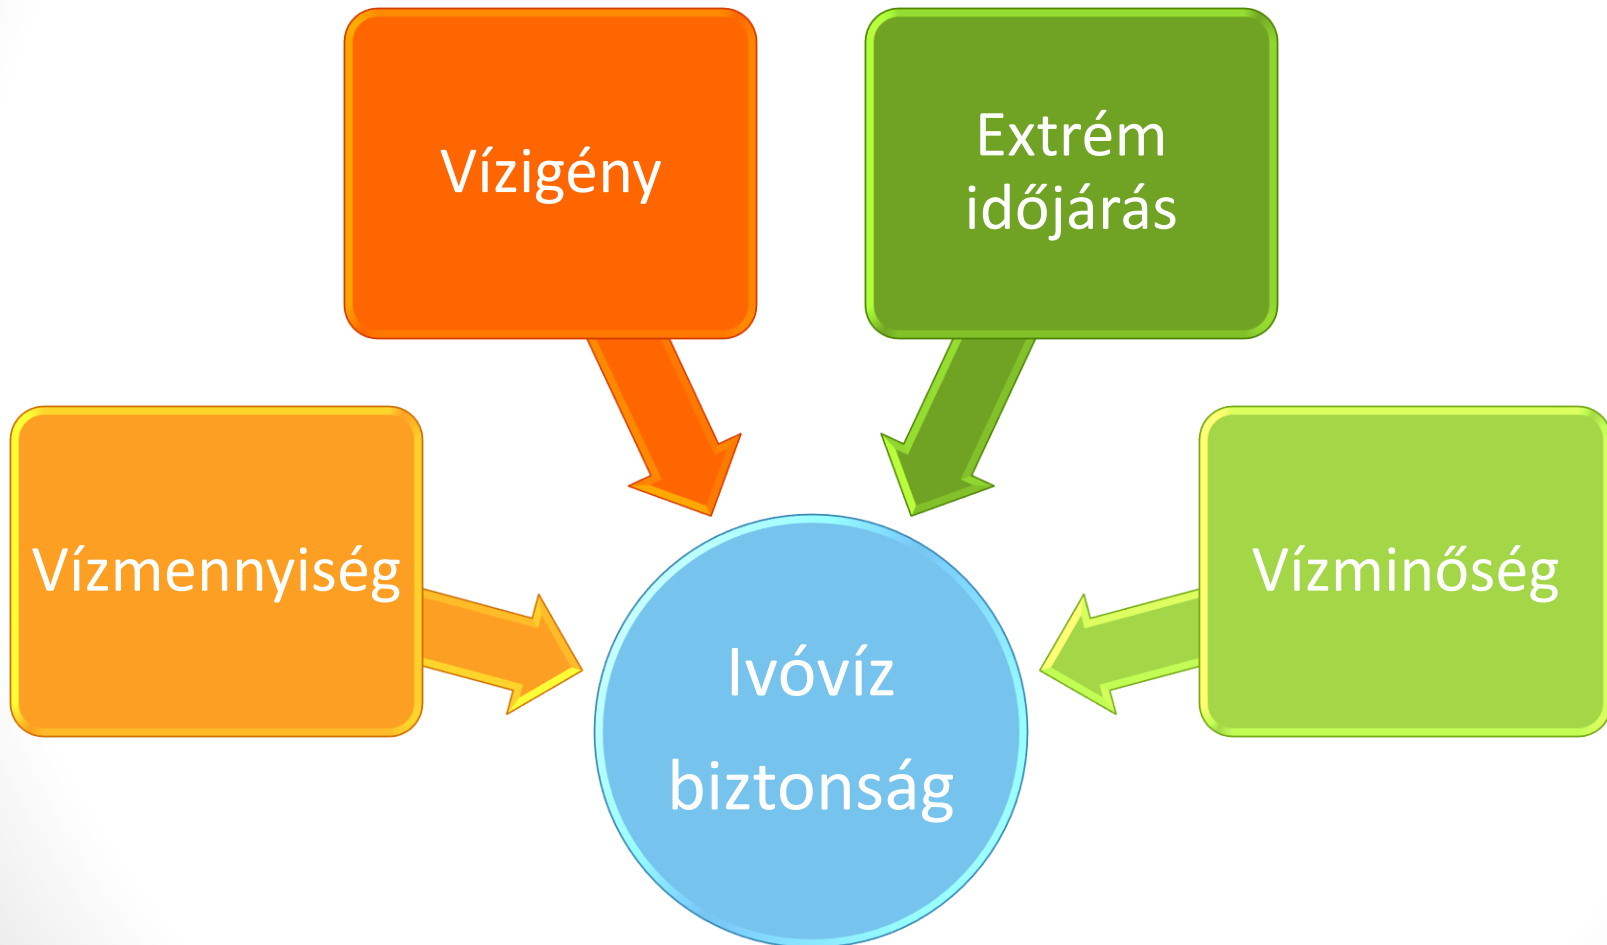 Vízigény
Extrém
időjárás
Vízmennyiség
Vízminőség
Ivóvíz
biztonság